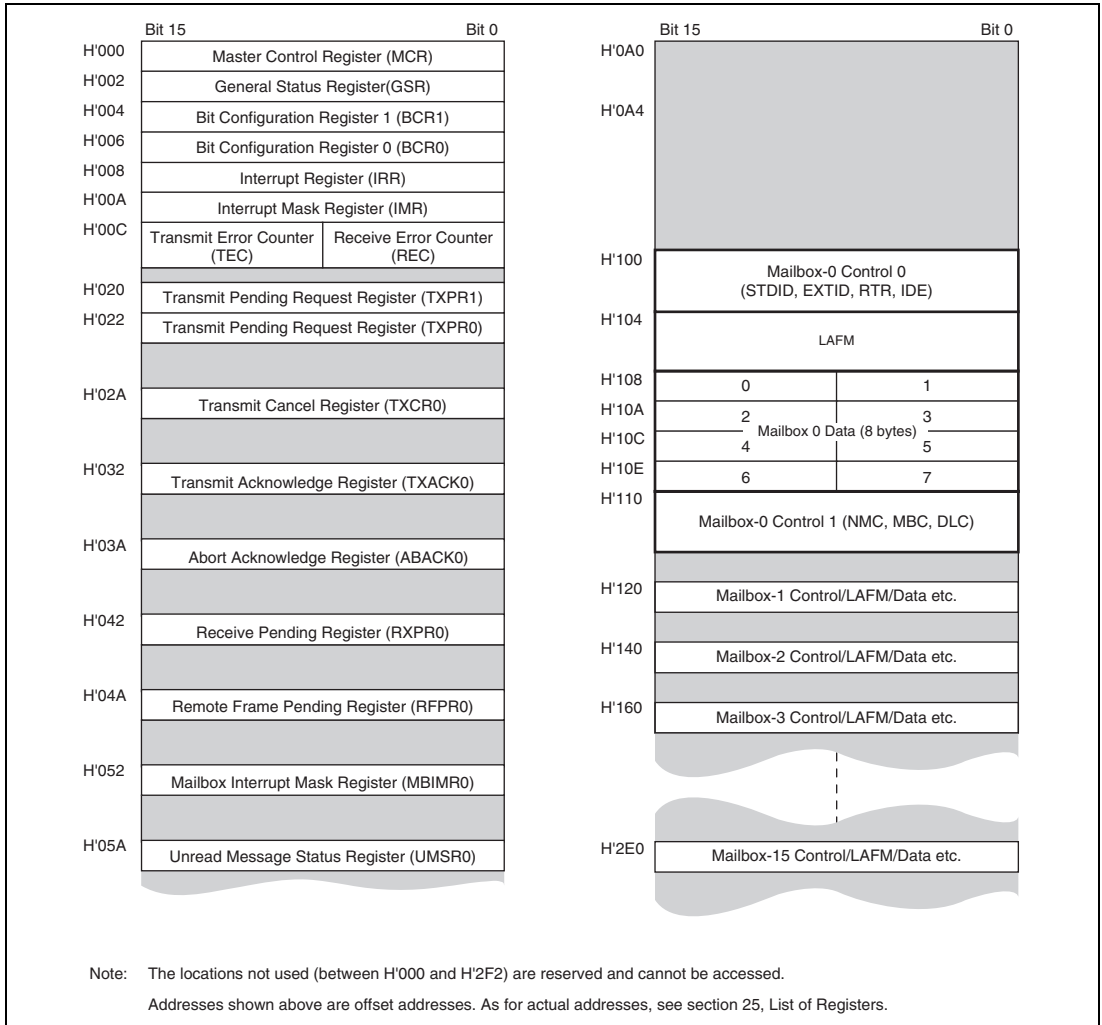 Bit 15 Bit 0
H'000 Master Control Register (MCR)
H'002 General Status Register(GSR)
H'004 Bit Configuration Register 1 (BCR1)
H'006 Bit Configuration Register 0 (BCR0)
H'008 Interrupt Register (IRR)
H'00A Interrupt Mask Register (IMR)
H'00C Transmit Error Counter (TEC) Receive Error Counter (REC)
H'020 Transmit Pending Request Register (TXPR1)
H'022 Transmit Pending Request Register (TXPR0)
H'02A Transmit Cancel Register (TXCR0)
H'032 Transmit Acknowledge Register (TXACK0)
H'03A Abort Acknowledge Register (ABACK0)
H'042 Receive Pending Register (RXPR0)
H'04A Remote Frame Pending Register (RFPR0)
H'052 Mailbox Interrupt Mask Register (MBIMR0)
H'05A Unread Message Status Register (UMSR0)
Bit 15 Bit 0
H'0A0
H'0A4
H'100 Mailbox-0 Control 0
(STDID, EXTID, RTR, IDE)
H'104 LAFM
H'108 0 1
H'10A 2 3
Mailbox 0 Data (8 bytes)
H'10C 4 5
H'10E 6 7
H'110 Mailbox-0 Control 1 (NMC, MBC, DLC)
H'120 Mailbox-1 Control/LAFM/Data etc.
H'140 Mailbox-2 Control/LAFM/Data etc.
H'160 Mailbox-3 Control/LAFM/Data etc.
H'2E0 Mailbox-15 Control/LAFM/Data etc.
Note: The locations not used (between H'000 and H'2F2) are reserved and cannot be accessed.
Addresses shown above are offset addresses. As for actual addresses, see section 25, List of Registers.